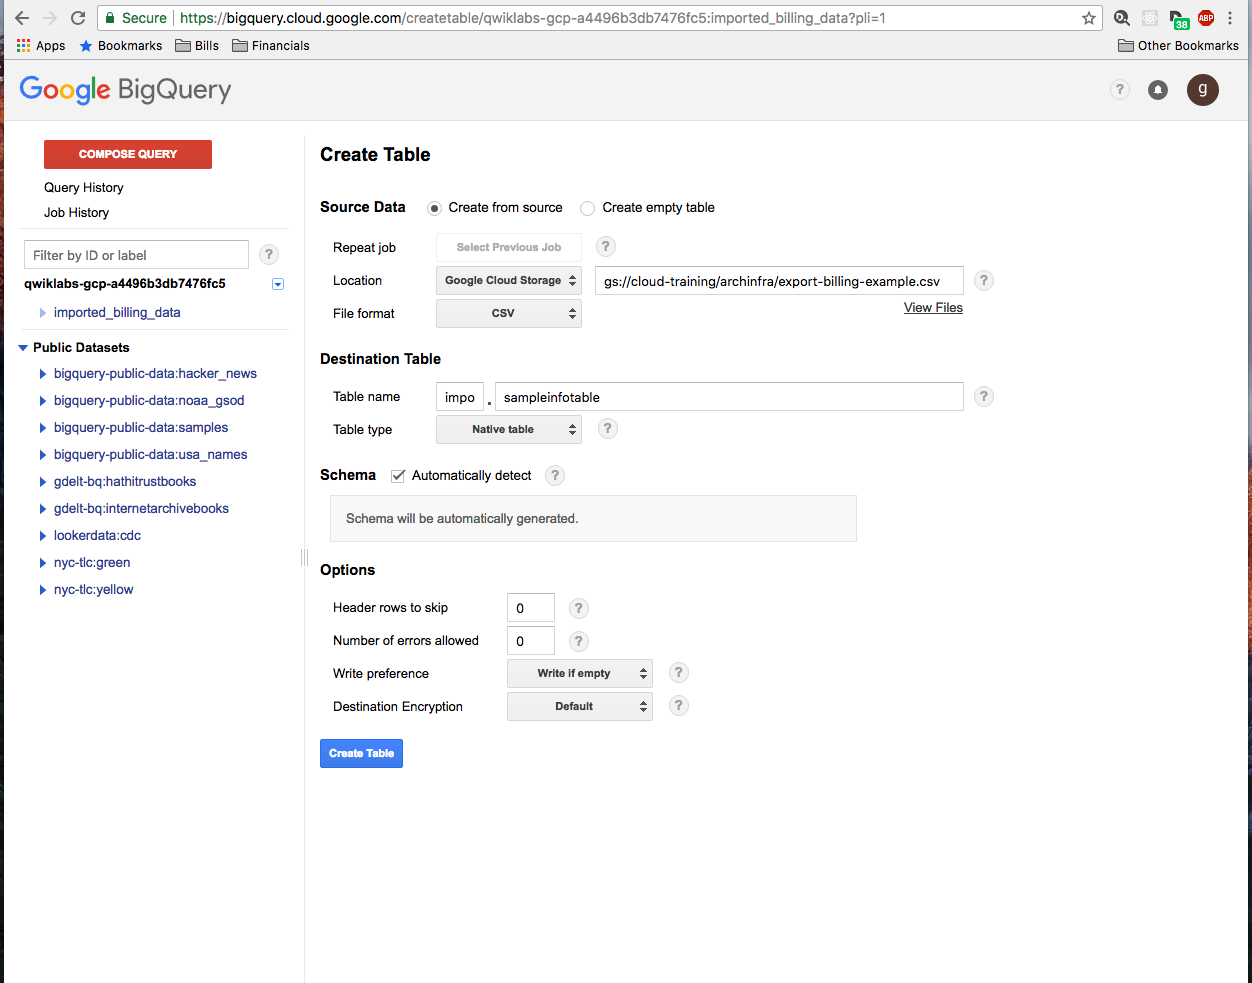 Secure https://bigquery.cloud.google.com/createtable/qwiklabs-gcp-a4496b3db7476fc5:imported_billing_data?pli=1
38
ABP
Apps Bookmarks Bills Financials Other Bookmarks
Google BigQuery
? g
COMPOSE QUERY
Query History
Job History
Filter by ID or label ?
qwiklabs-gcp-a4496b3db7476fc5
imported_billing_data
Public Datasets
bigquery-public-data:hacker_news
bigquery-public-data:noaa_gsod
bigquery-public-data:samples
bigquery-public-data:usa_names
gdelt-bq:hathitrustbooks
gdelt-bq:internetarchivebooks
lookerdata:cdc
nyc-tlc:green
nyc-tlc:yellow
Create Table
Source Data Create from source Create empty table
Repeat job Select Previous Job ?
Location Google Cloud Storage gs://cloud-training/archinfra/export-billing-example.csv ?
View Files
File format CSV
Destination Table
Table name impo . sampleinfotable ?
Table type Native table ?
Schema Automatically detect ?
Schema will be automatically generated.
Options
Header rows to skip 0 ?
Number of errors allowed 0 ?
Write preference Write if empty ?
Destination Encryption Default ?
Create Table